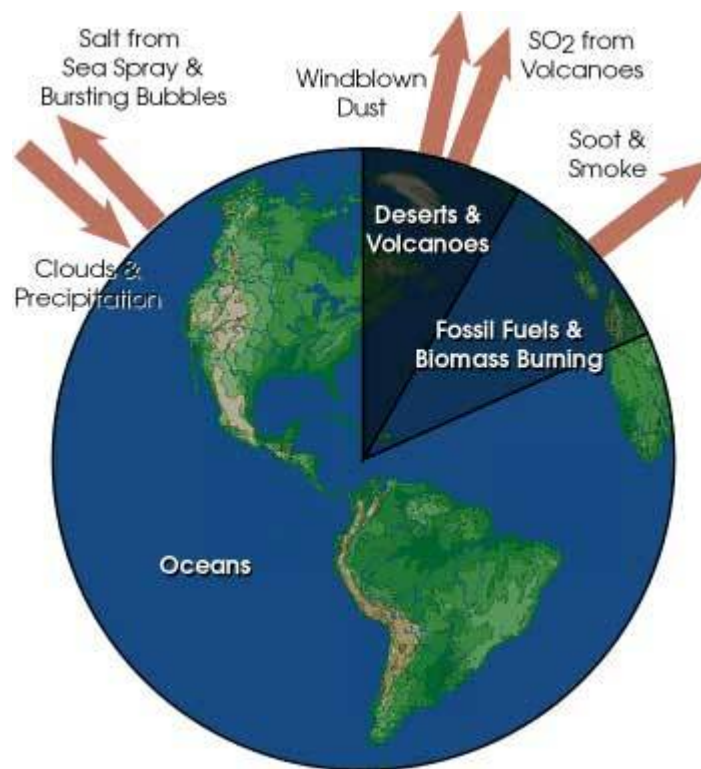 Salt from
Sea Spray &
Bursting Bubbles
Windblown
Dust
SO2 from
Volcanoes
Soot &
Smoke
Clouds &
Precipitation
Deserts &
Volcanoes
Fossil Fuels &
Biomass Burning
Oceans